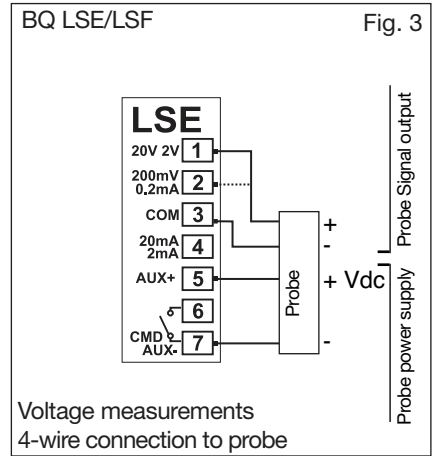 BQ LSE/LSF
Fig. 3
LSE
20V 2V 1
200mV
0.2mA 2
COM 3
20mA
2mA 4
AUX+ 5
6
CMD
AUX- 7
Probe
+
-
+ Vdc
-
Probe Signal output
Probe power supply
Voltage measurements
4-wire connection to probe